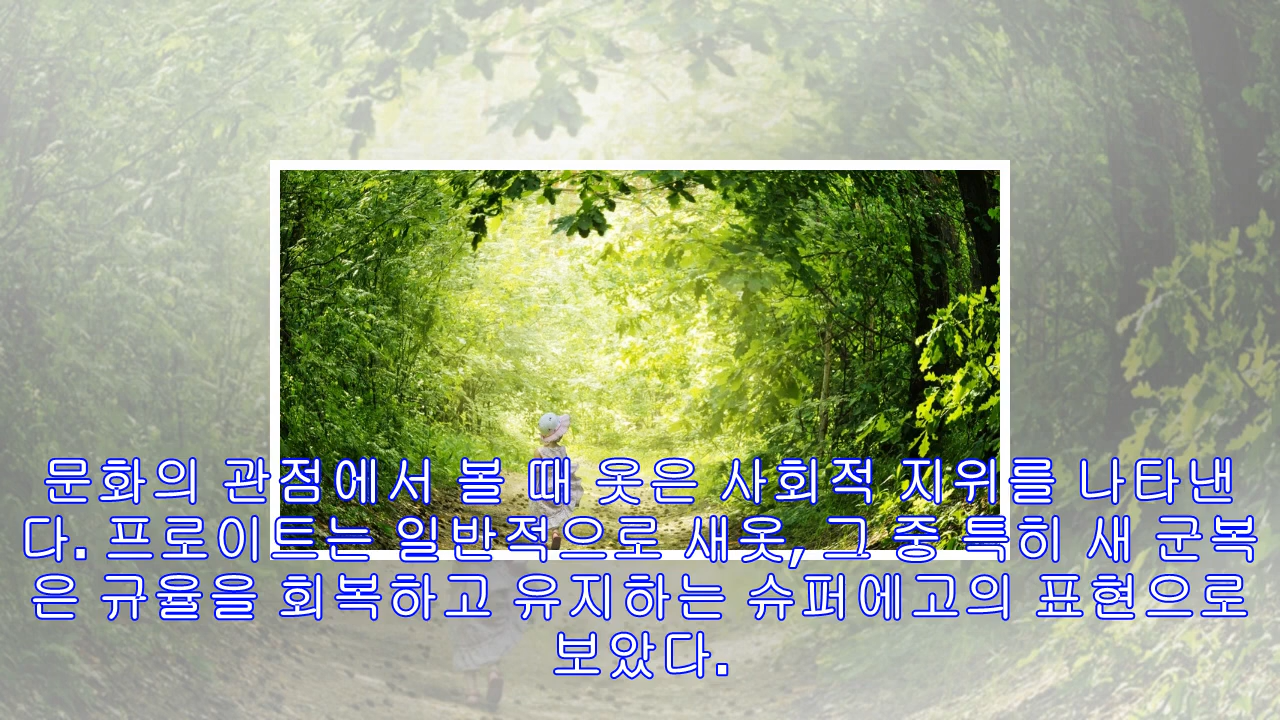 문화의 관점에서 볼 때 옷은 사회적 지위를 나타낸
다. 프로이트는 일반적으로 새옷, 그 중 특히 새 군복
은 규율을 회복하고 유지하는 슈퍼에고의 표현으로
보았다.